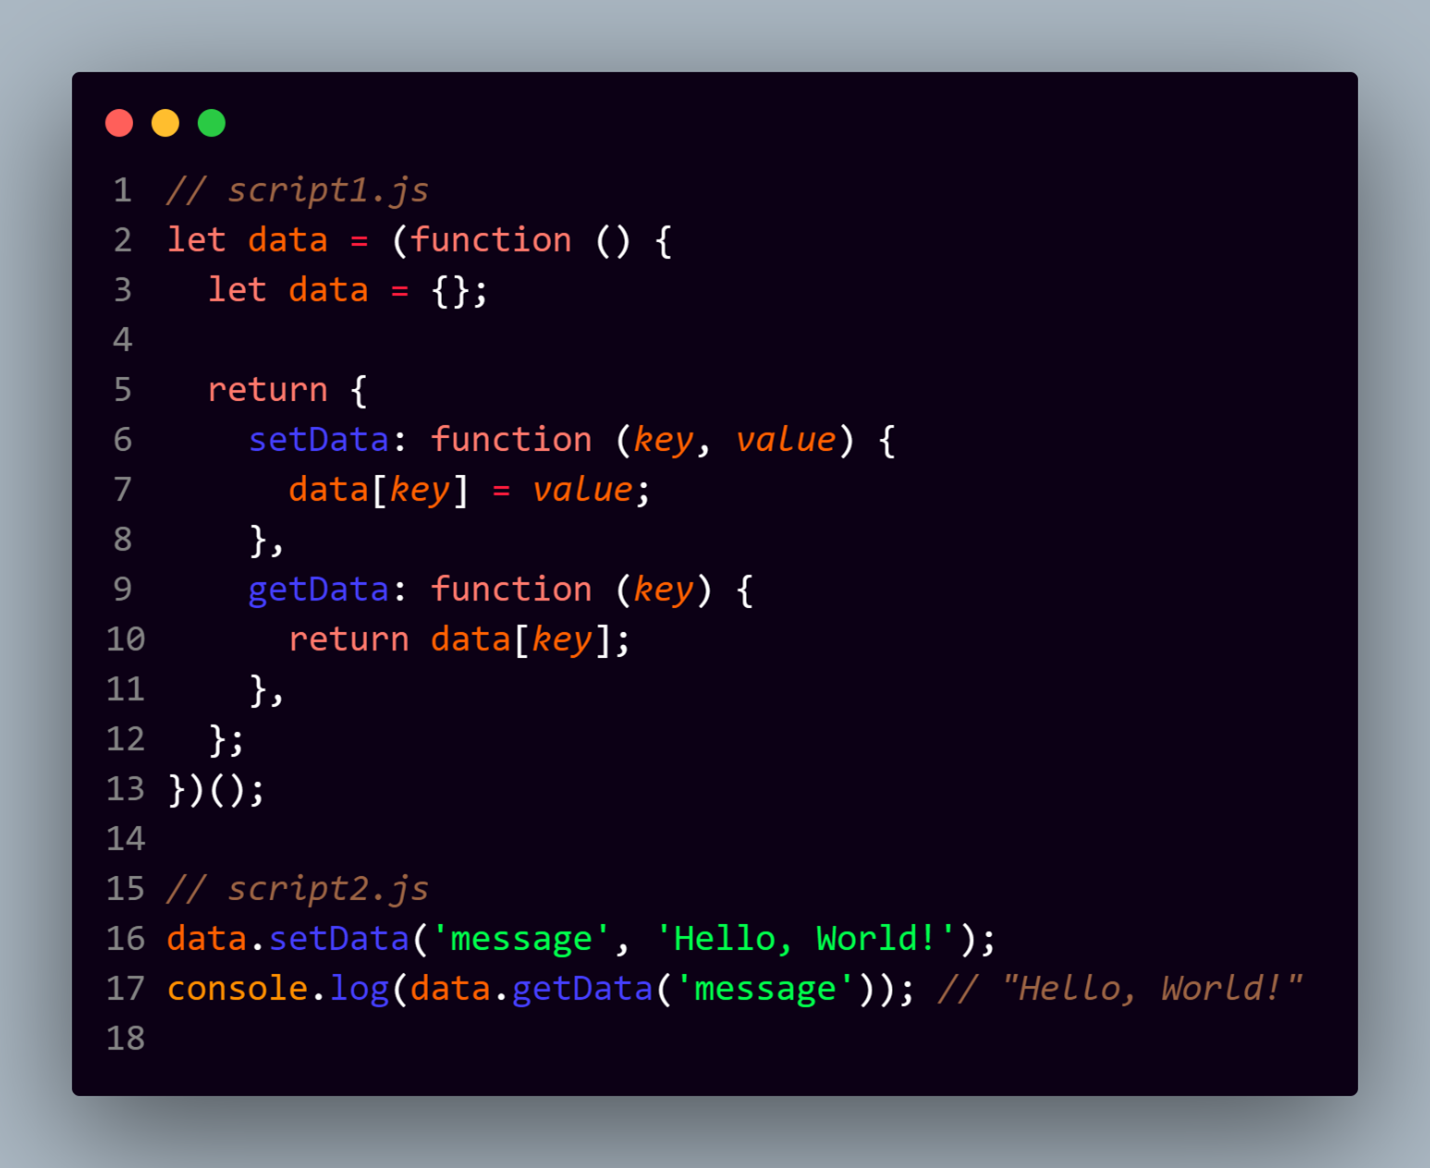 1 // script1.js
2 let data = (function () {
3   let data = {};
4
5   return {
6     setData: function (key, value) {
7       data[key] = value;
8     },
9     getData: function (key) {
10       return data[key];
11     },
12   };
13 })();
14
15 // script2.js
16 data.setData('message', 'Hello, World!');
17 console.log(data.getData('message')); // "Hello, World!"
18